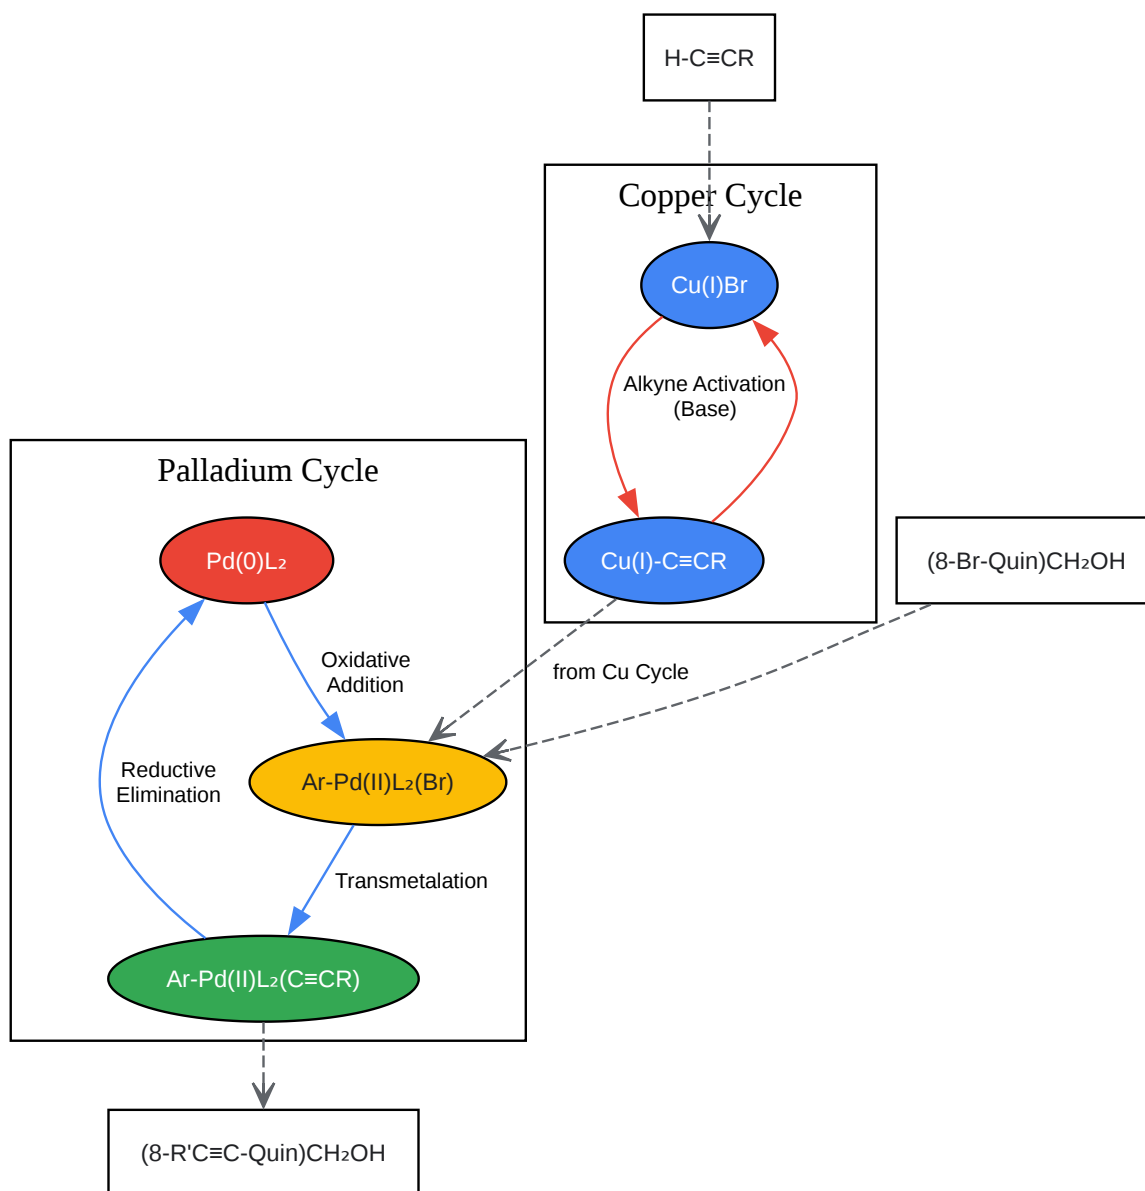 H-C≡CR
Copper Cycle
Cu(I)Br
Alkyne Activation
(Base)
Palladium Cycle
Pd(0)L₂
Cu(I)-C≡CR
(8-Br-Quin)CH₂OH
Oxidative
Addition
from Cu Cycle
Reductive
Elimination
Ar-Pd(II)L₂(Br)
Transmetalation
Ar-Pd(II)L₂(C≡CR)
(8-R'C≡C-Quin)CH₂OH